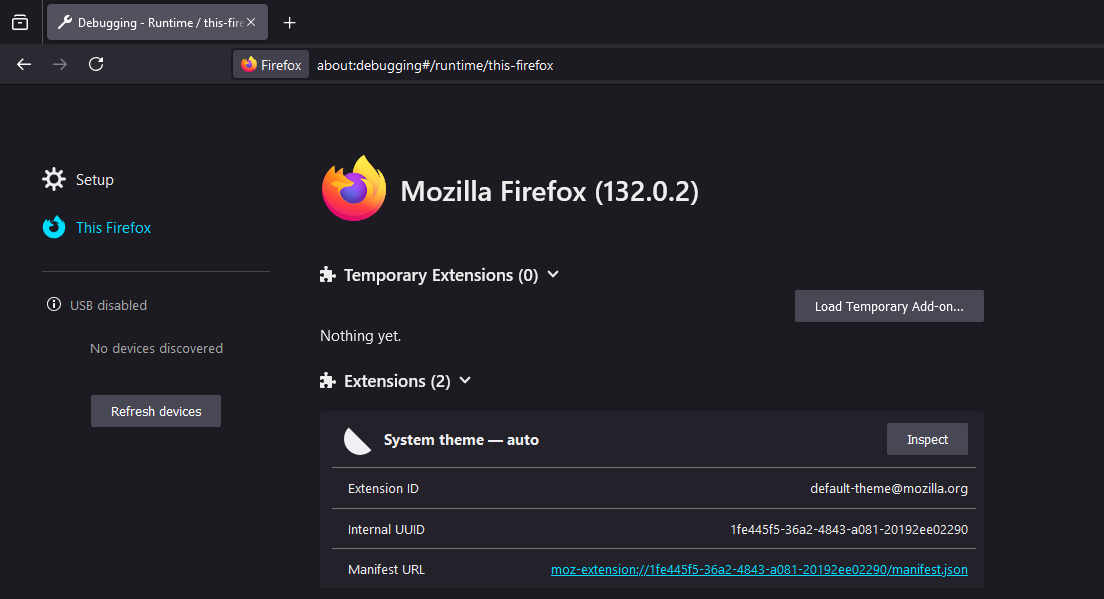 Debugging - Runtime / this-fire
Firefox
about:debugging#/runtime/this-firefox
Setup
This Firefox
USB disabled
No devices discovered
Refresh devices
Mozilla Firefox (132.0.2)
Temporary Extensions (0)
Load Temporary Add-on...
Nothing yet.
Extensions (2)
System theme — auto
Inspect
Extension ID default-theme@mozilla.org
Internal UUID 1fe445f5-36a2-4843-a081-20192ee02290
Manifest URL moz-extension://1fe445f5-36a2-4843-a081-20192ee02290/manifest.json